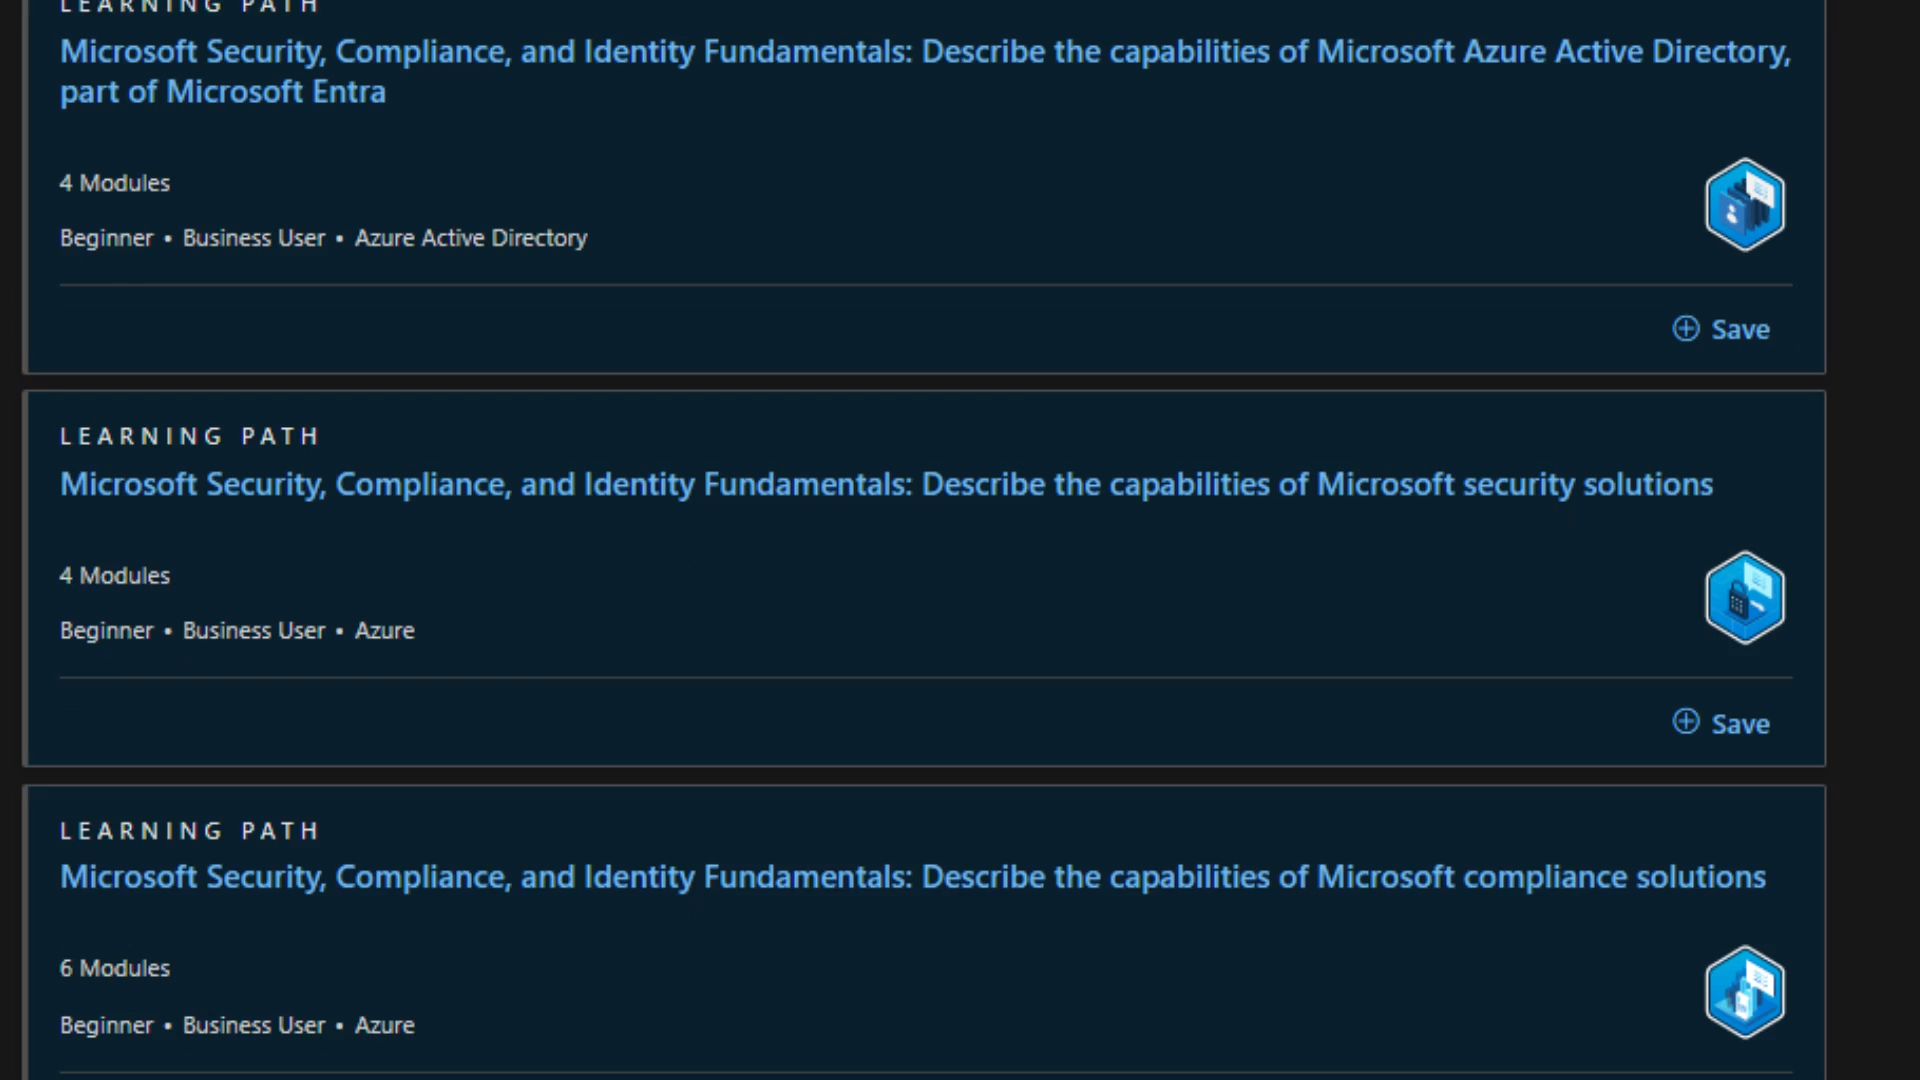 LEARNING PATH
Microsoft Security, Compliance, and Identity Fundamentals: Describe the capabilities of Microsoft Azure Active Directory,
part of Microsoft Entra
4 Modules
Beginner • Business User • Azure Active Directory
Save
LEARNING PATH
Microsoft Security, Compliance, and Identity Fundamentals: Describe the capabilities of Microsoft security solutions
4 Modules
Beginner • Business User • Azure
Save
LEARNING PATH
Microsoft Security, Compliance, and Identity Fundamentals: Describe the capabilities of Microsoft compliance solutions
6 Modules
Beginner • Business User • Azure